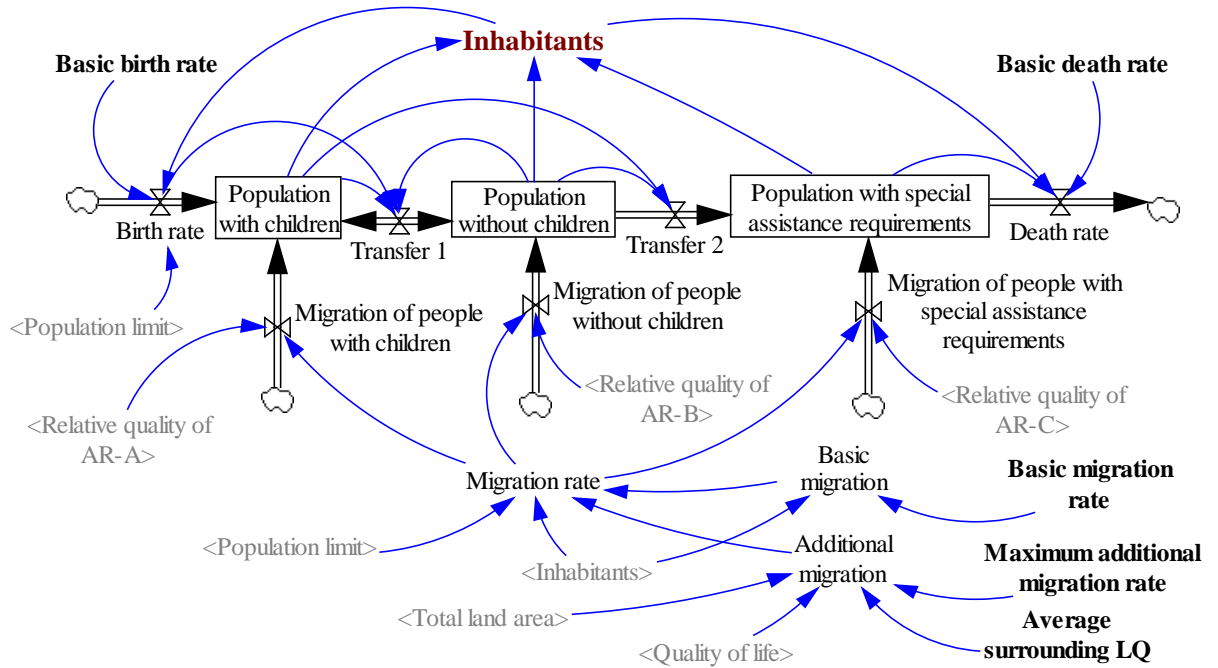 Inhabitants
Basic birth rate
Basic death rate
Population
with children
Population
without children
Population with special
assistance requirements
Birth rate
Transfer 1
Transfer 2
Death rate
<Population limit>
Migration of people
with children
Migration of people
without children
Migration of people with
special assistance
requirements
<Relative quality of
AR-A>
<Relative quality of
AR-B>
<Relative quality of
AR-C>
Migration rate
Basic
migration
Basic migration
rate
<Population limit>
<Inhabitants>
Additional
migration
Maximum additional
migration rate
<Total land area>
<Quality of life>
Average
surrounding LQ